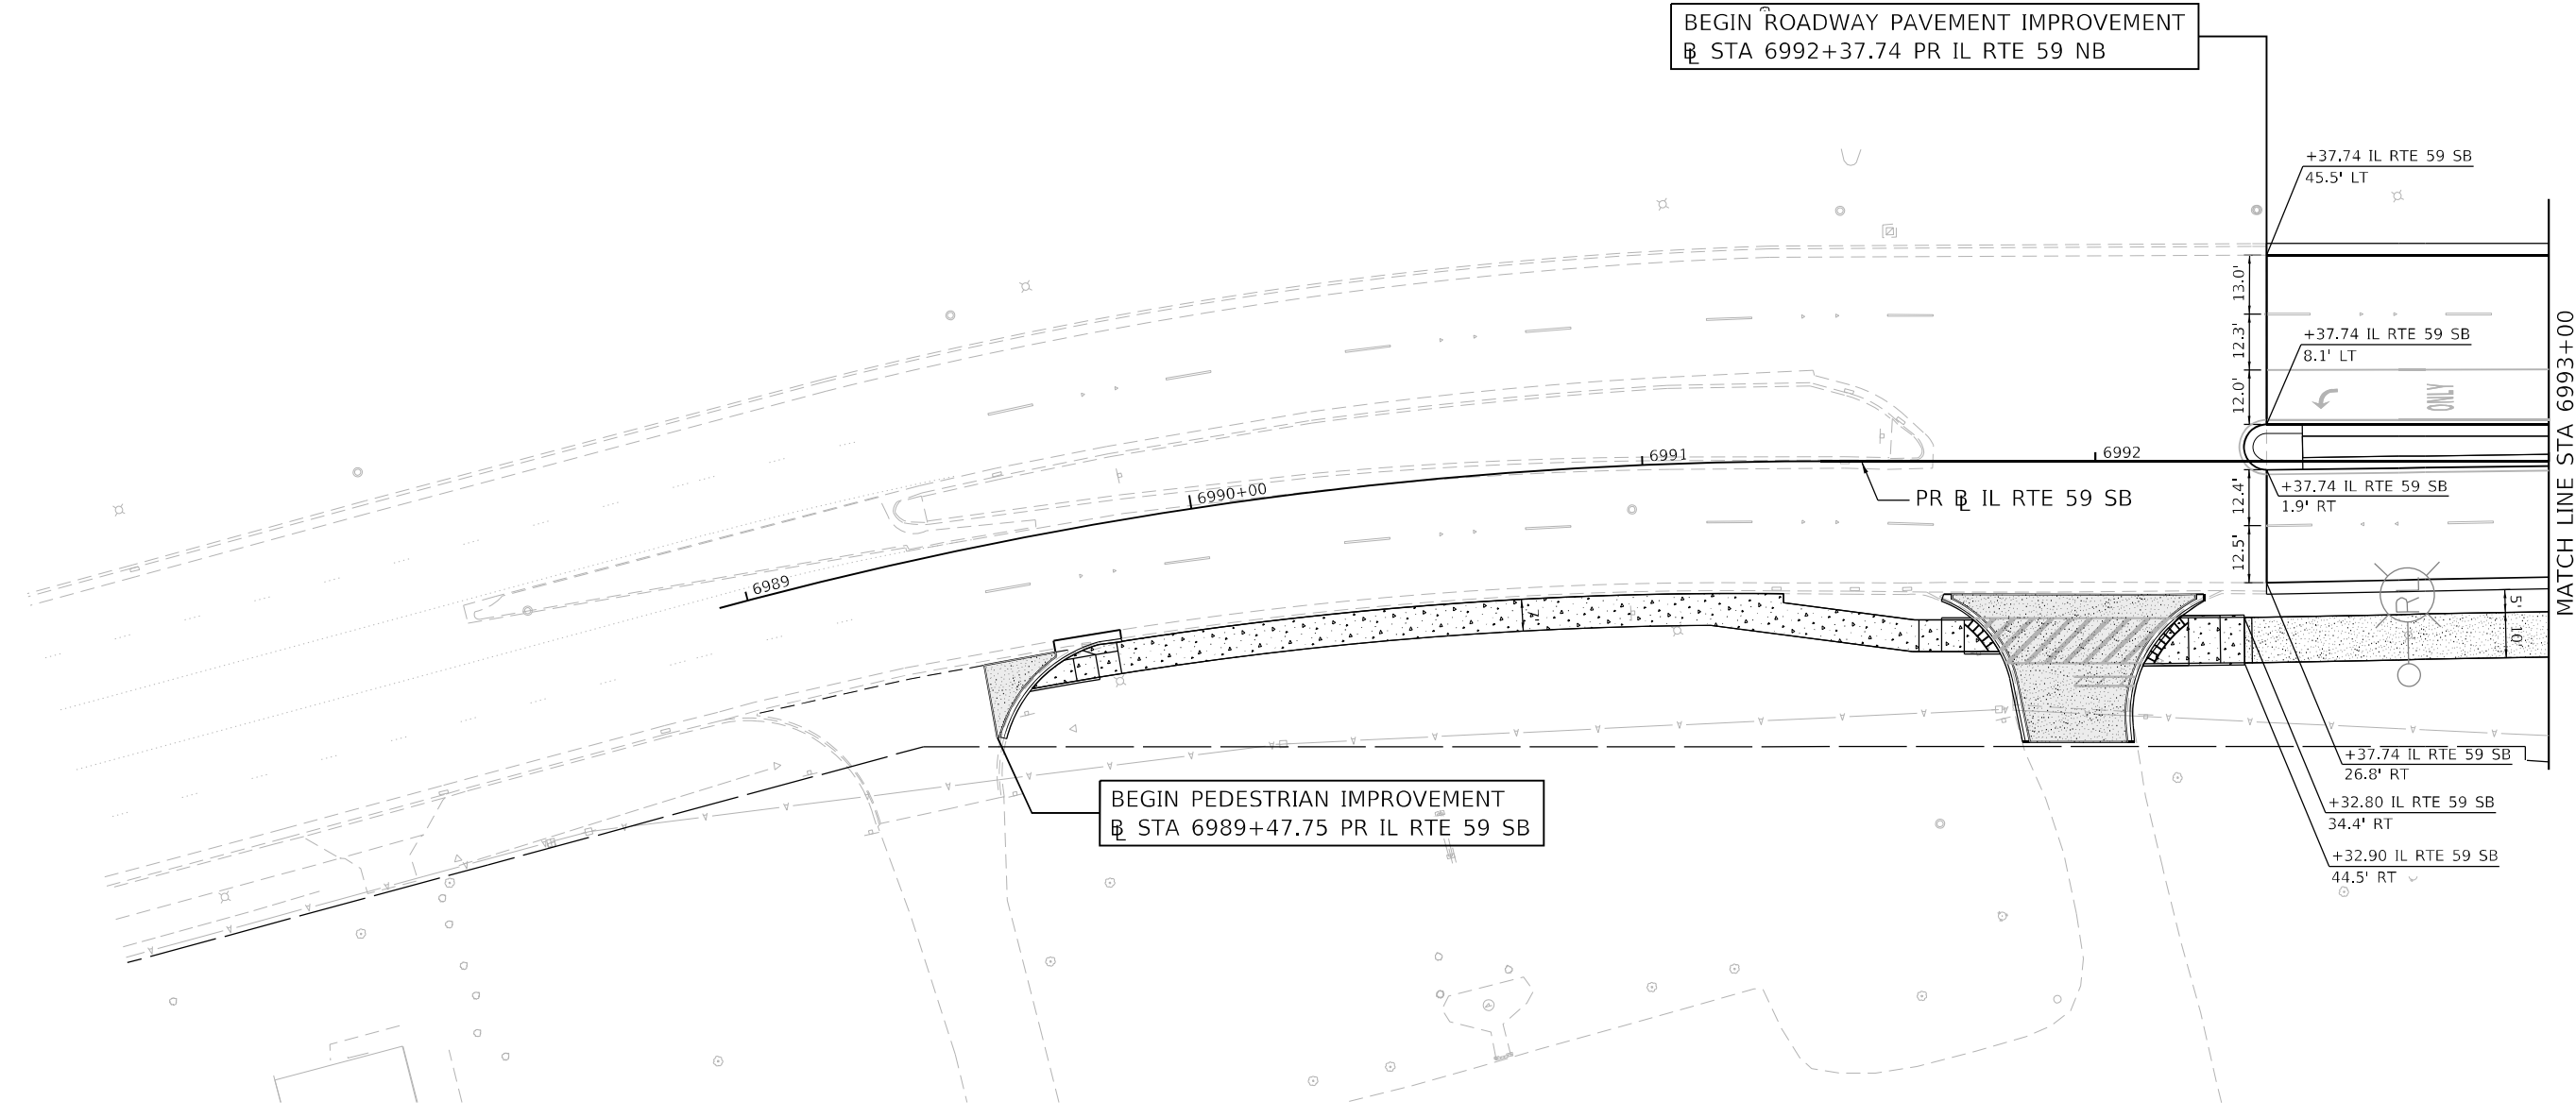 BEGIN ROADWAY PAVEMENT IMPROVEMENT
BL STA 6992+37.74 PR IL RTE 59 NB
+37.74 IL RTE 59 SB
45.5' LT
13.0'
12.3'
12.0'
+37.74 IL RTE 59 SB
8.1' LT
ONLY
MATCH LINE STA 6993+00
6989
6990+00
6991
6992
PR BL IL RTE 59 SB
+37.74 IL RTE 59 SB
1.9' RT
12.4'
12.5'
7'
5'
10'
+37.74 IL RTE 59 SB
26.8' RT
+32.80 IL RTE 59 SB
34.4' RT
+32.90 IL RTE 59 SB
44.5' RT
BEGIN PEDESTRIAN IMPROVEMENT
BL STA 6989+47.75 PR IL RTE 59 SB